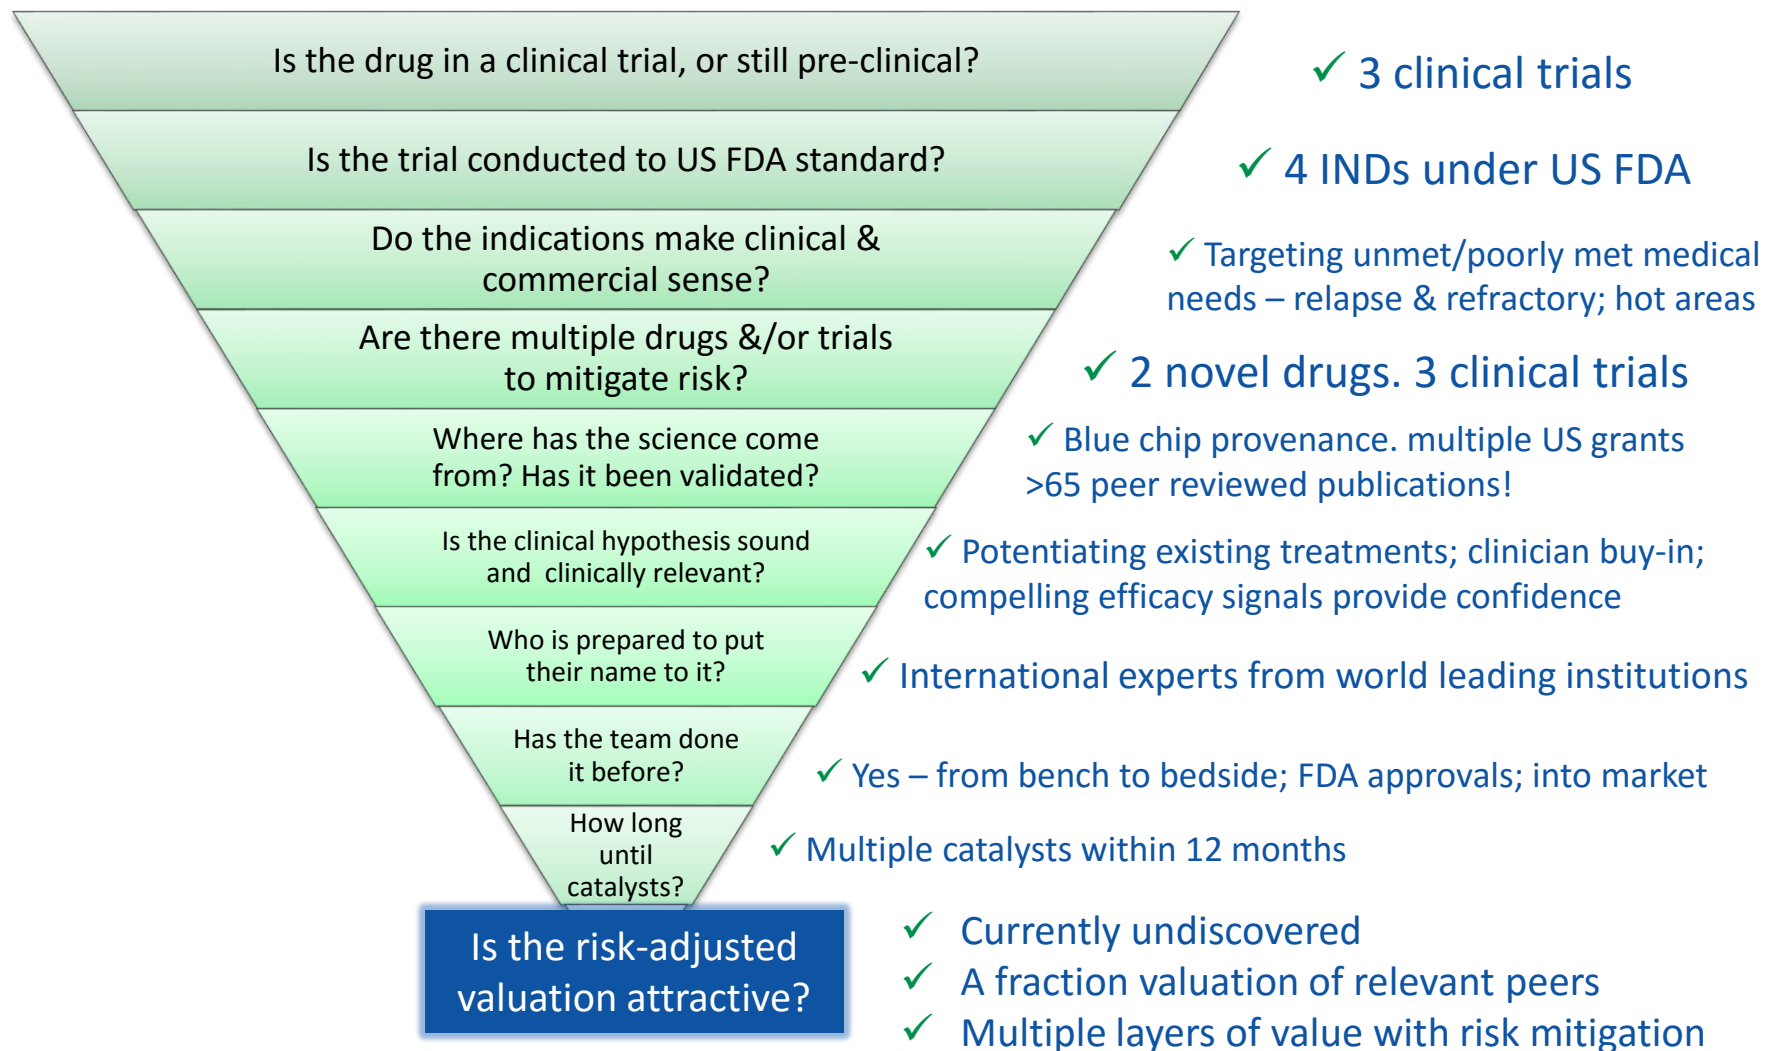 Is the drug in a clinical trial, or still pre-clinical?
✓ 3 clinical trials
Is the trial conducted to US FDA standard?
✓ 4 INDs under US FDA
Do the indications make clinical &
commercial sense?
✓ Targeting unmet/poorly met medical
needs – relapse & refractory; hot areas
Are there multiple drugs &/or trials
to mitigate risk?
✓ 2 novel drugs. 3 clinical trials
Where has the science come
from? Has it been validated?
✓ Blue chip provenance. multiple US grants
>65 peer reviewed publications!
Is the clinical hypothesis sound
and clinically relevant?
✓ Potentiating existing treatments; clinician buy-in;
compelling efficacy signals provide confidence
Who is prepared to put
their name to it?
✓ International experts from world leading institutions
Has the team done
it before?
✓ Yes – from bench to bedside; FDA approvals; into market
How long
until
catalysts?
✓ Multiple catalysts within 12 months
Is the risk-adjusted
valuation attractive?
✓ Currently undiscovered
✓ A fraction valuation of relevant peers
✓ Multiple layers of value with risk mitigation